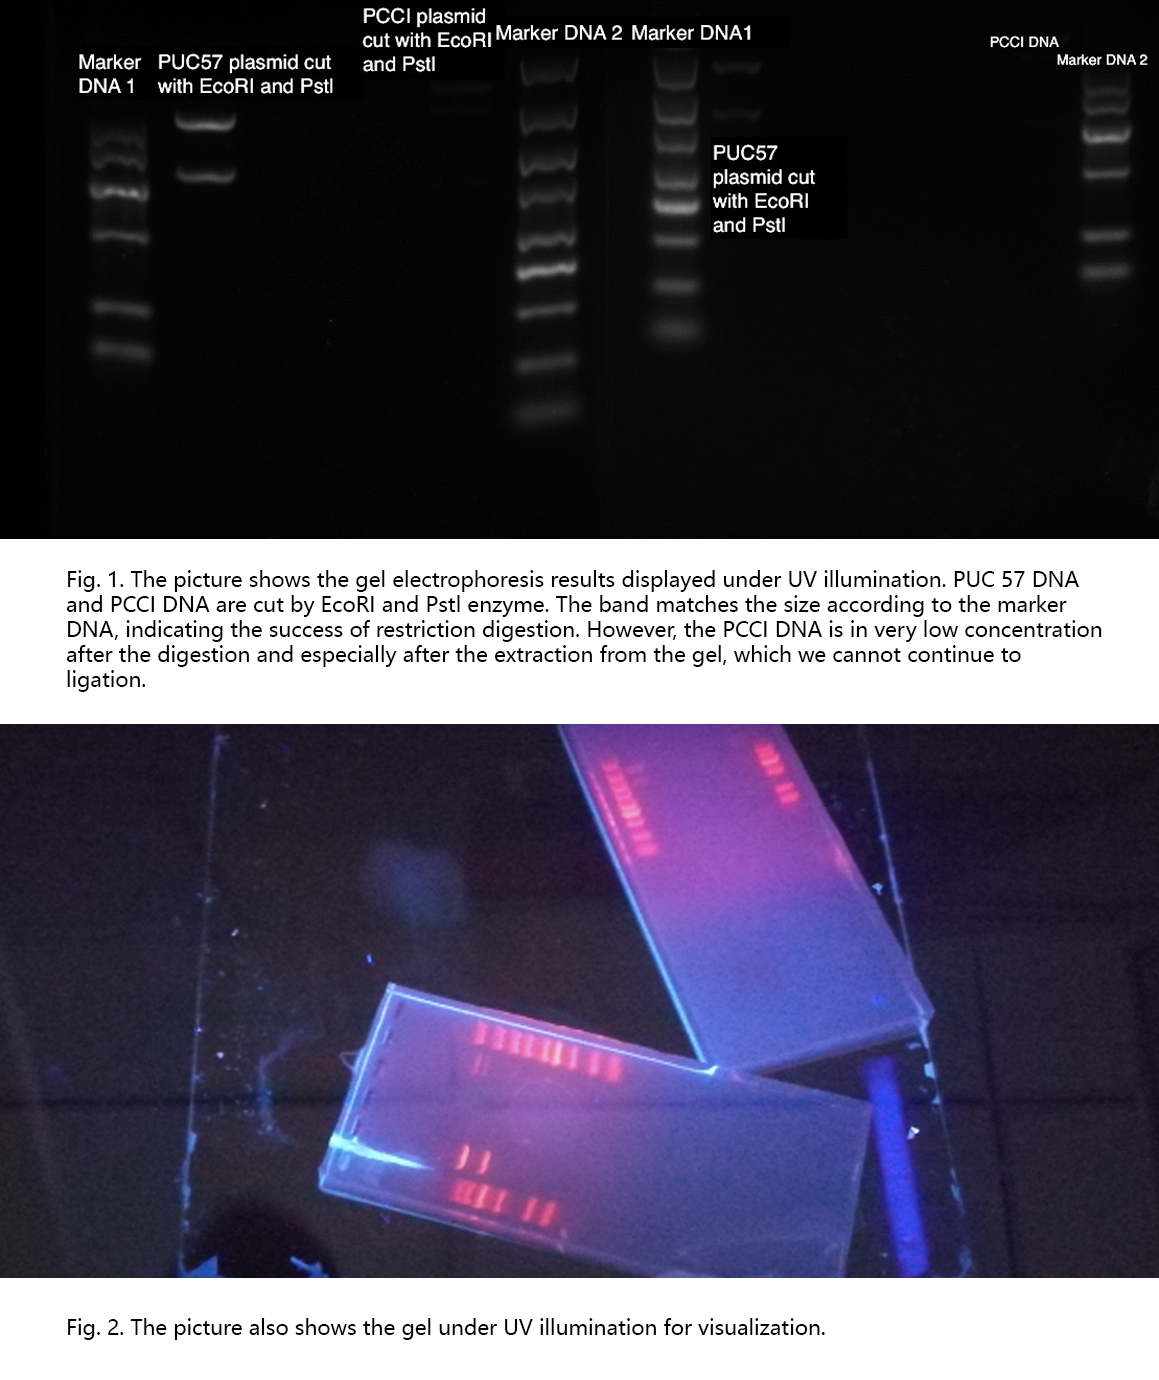 PCCI plasmid
cut with EcoRI
and PstI
Marker DNA 2
Marker DNA1
PCCI DNA
Marker DNA 2
Marker
DNA 1
PUC57 plasmid cut
with EcoRI and PstI
PUC57
plasmid cut
with EcoRI
and PstI
Fig. 1. The picture shows the gel electrophoresis results displayed under UV illumination. PUC 57 DNA
and PCCI DNA are cut by EcoRI and PstI enzyme. The band matches the size according to the marker
DNA, indicating the success of restriction digestion. However, the PCCI DNA is in very low concentration
after the digestion and especially after the extraction from the gel, which we cannot continue to
ligation.
Fig. 2. The picture also shows the gel under UV illumination for visualization.